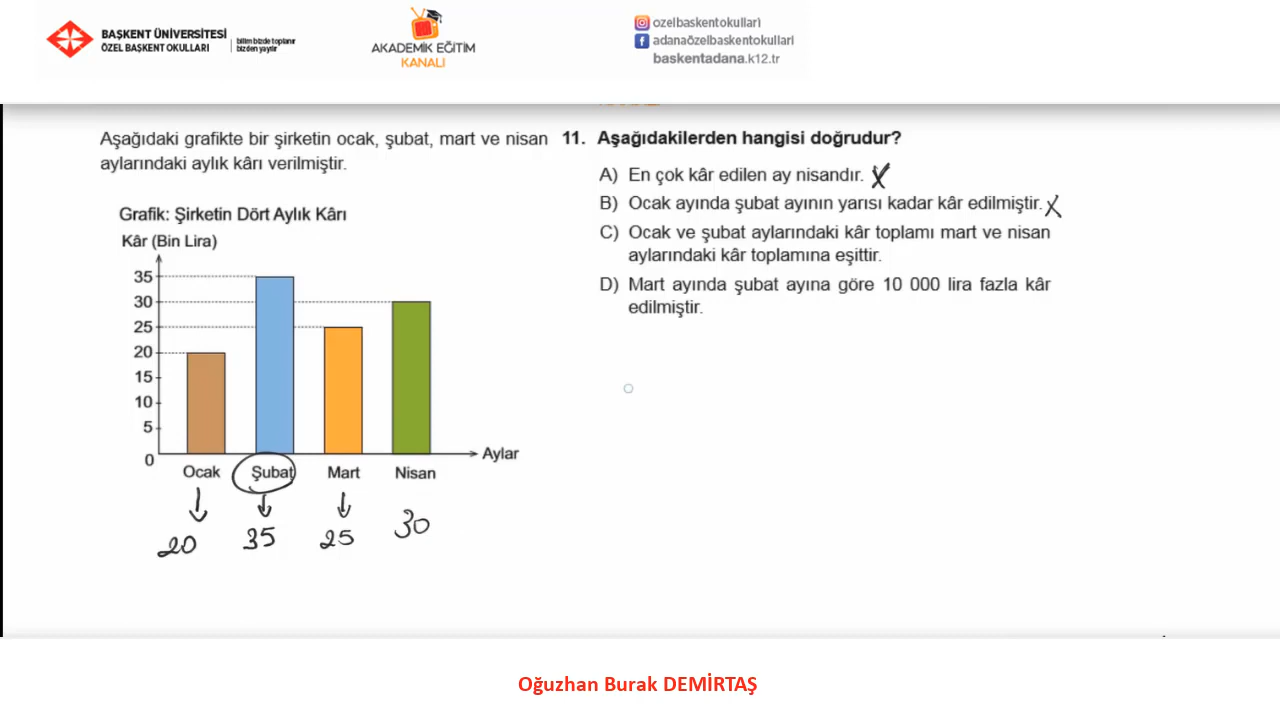 BAŞKENT ÜNİVERSİTESİ
ÖZEL BAŞKENT OKULLARI
bilim bizde toplanır
bizden yayılır
AKADEMİK EĞİTİM
KANALI
ozelbaskentokullari
adanaözelbaskentokullari
baskentadana.k12.tr
Aşağıdaki grafikte bir şirketin ocak, şubat, mart ve nisan
aylarındaki aylık kârı verilmiştir.
Grafik: Şirketin Dört Aylık Kârı
Kâr (Bin Lira)
35
30
25
20
15
10
5
0
Aylar
Ocak Şubat Mart Nisan
20 35 25 30
11. Aşağıdakilerden hangisi doğrudur?
A) En çok kâr edilen ay nisandır. X
B) Ocak ayında şubat ayının yarısı kadar kâr edilmiştir. X
C) Ocak ve şubat aylarındaki kâr toplamı mart ve nisan
aylarındaki kâr toplamına eşittir.
D) Mart ayında şubat ayına göre 10 000 lira fazla kâr
edilmiştir.
Oğuzhan Burak DEMİRTAŞ